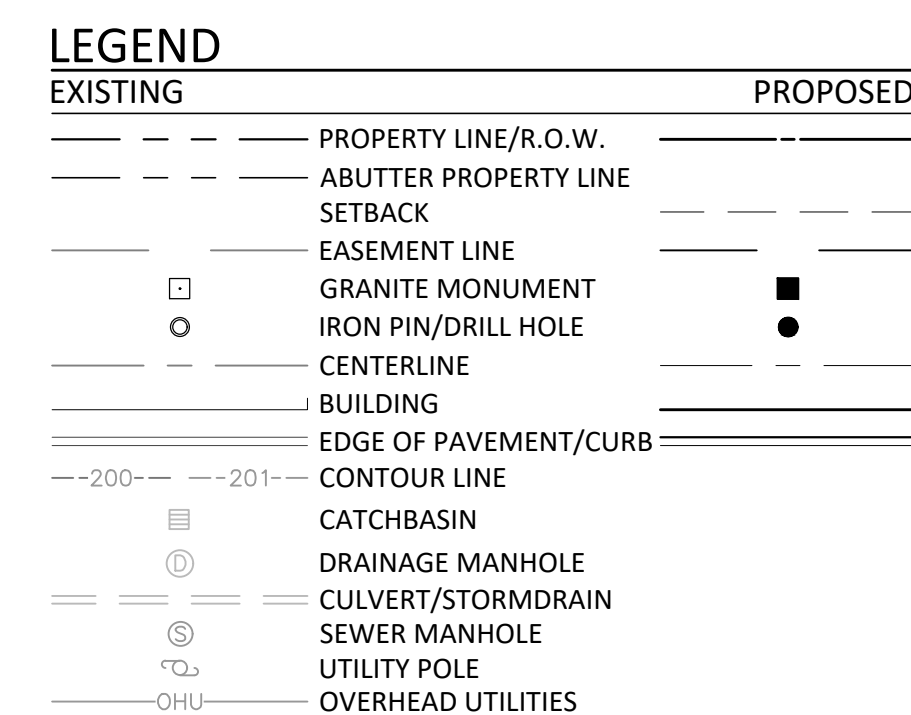 LEGEND
EXISTING PROPOSED
PROPERTY LINE/R.O.W.
ABUTTER PROPERTY LINE
SETBACK
EASEMENT LINE
GRANITE MONUMENT
IRON PIN/DRILL HOLE
CENTERLINE
BUILDING
EDGE OF PAVEMENT/CURB
200 201 CONTOUR LINE
CATCHBASIN
D DRAINAGE MANHOLE
CULVERT/STORMDRAIN
S SEWER MANHOLE
UTILITY POLE
OHU OVERHEAD UTILITIES